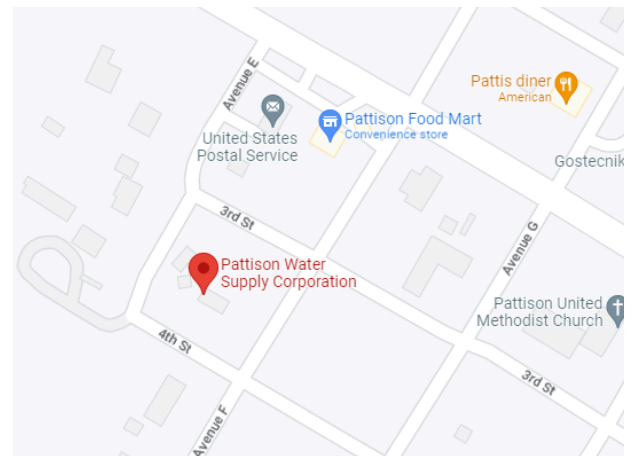 Avenue E
Pattis diner
American
Pattison Food Mart
Convenience store
United States
Postal Service
Gostecnik
3rd St
Avenue G
Pattison Water
Supply Corporation
Pattison United
Methodist Church
4th St
3rd St
Avenue F